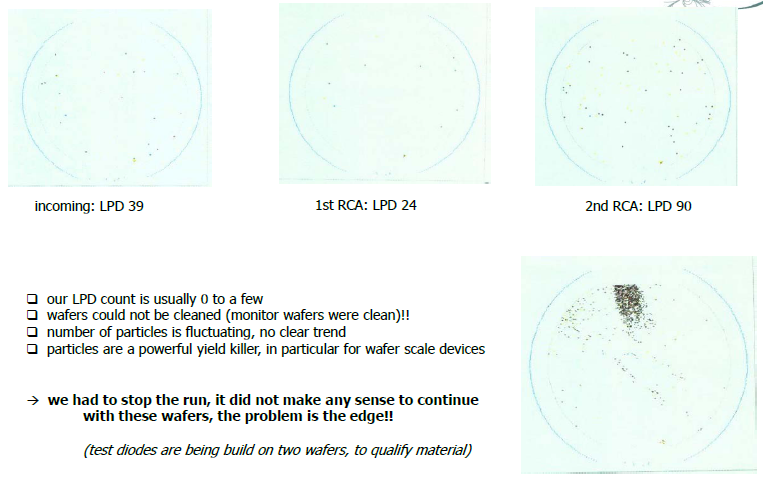 incoming: LPD 39
1st RCA: LPD 24
2nd RCA: LPD 90
❑ our LPD count is usually 0 to a few
❑ wafers could not be cleaned (monitor wafers were clean)!!
❑ number of particles is fluctuating, no clear trend
❑ particles are a powerful yield killer, in particular for wafer scale devices
→ we had to stop the run, it did not make any sense to continue
with these wafers, the problem is the edge!!
(test diodes are being build on two wafers, to qualify material)